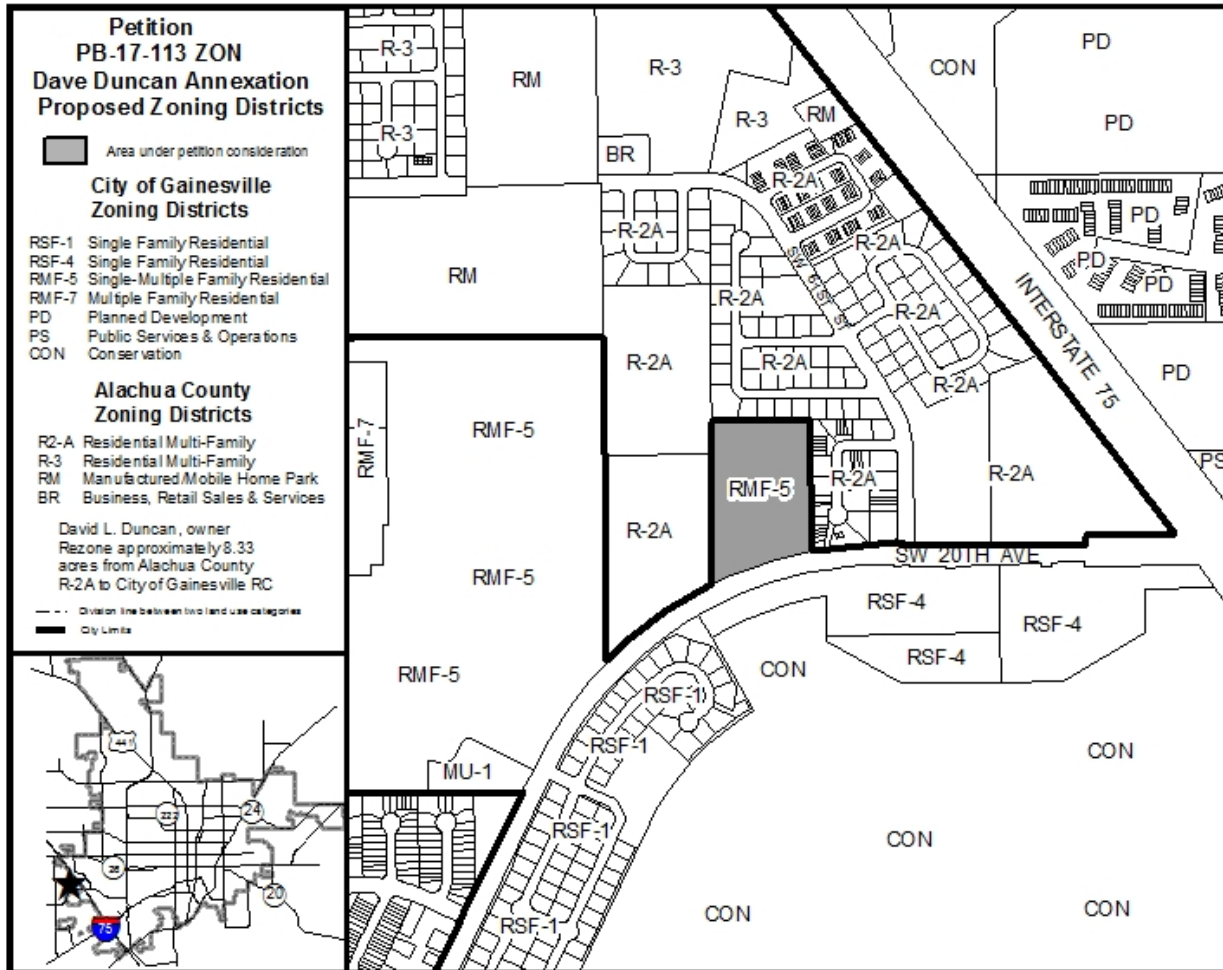 Petition
PB-17-113 ZON
Dave Duncan Annexation
Proposed Zoning Districts
Area under petition consideration
City of Gainesville
Zoning Districts
RSF-1 Single Family Residential
RSF-4 Single Family Residential
RMF-5 Single-Multiple Family Residential
RMF-7 Multiple Family Residential
PD Planned Development
PS Public Services & Operations
CON Conservation
Alachua County
Zoning Districts
R2-A Residential Multi-Family
R-3 Residential Multi-Family
RM Manufactured/Mobile Home Park
BR Business, Retail Sales & Services
David L. Duncan, owner
Rezone approximately 8.33
acres from Alachua County
R-2A to City of Gainesville RC
Division line between two land use categories
City Limits
441
222
24
26
20
75
R-3
RM
R-3
CON
PD
R-3
R-3
RM
PD
BR
R-2A
PD
R-2A
R-2A
PD
RM
R-2A
SW 61ST ST
PD
R-2A
INTERSTATE 75
R-2A
R-2A
R-2A
PD
RMF-7
RMF-5
PS
RMF-5
R-2A
R-2A
R-2A
SW 20TH AVE
RMF-5
RSF-4
RSF-4
RSF-4
RMF-5
CON
RSF-1
RSF-1
CON
MU-1
RSF-1
CON
CON
CON
RSF-1